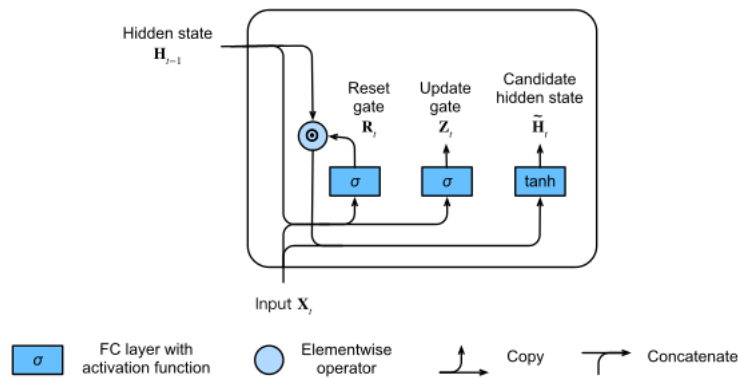 Hidden state
H_{t-1}
Reset
gate
R_t
Update
gate
Z_t
Candidate
hidden state
H̃_t
σ
σ
tanh
Input X_t
σ
FC layer with
activation function
Elementwise
operator
Copy
Concatenate